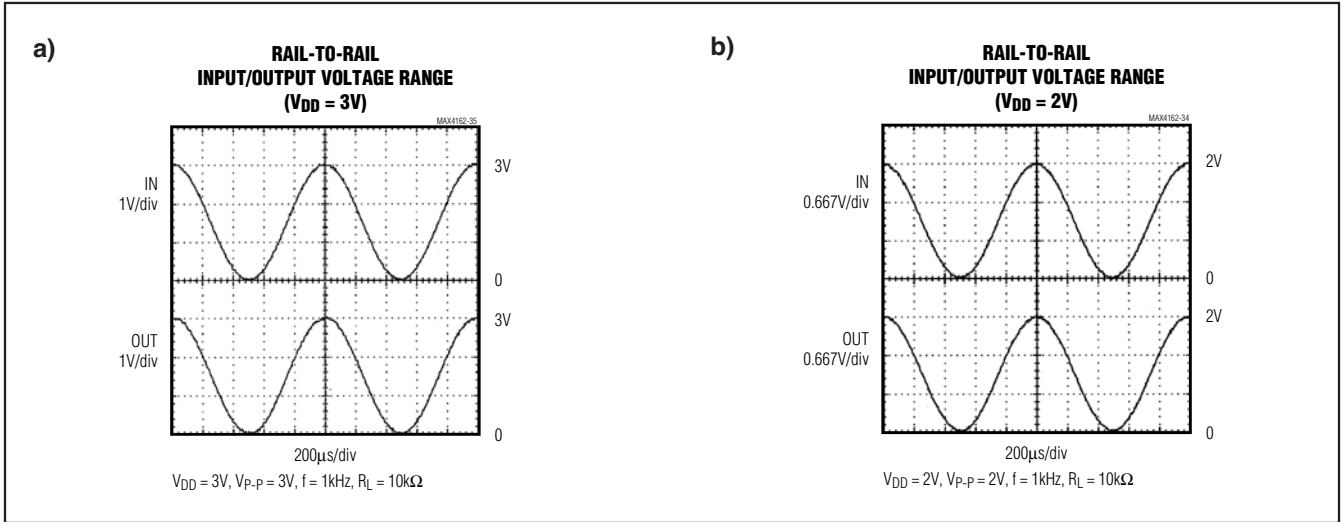 a)
RAIL-TO-RAIL
INPUT/OUTPUT VOLTAGE RANGE
(VDD = 3V)
MAX4162-35
IN
1V/div
3V
0
OUT
1V/div
3V
0
200µs/div
VDD = 3V, VP-P = 3V, f = 1kHz, RL = 10kΩ
b)
RAIL-TO-RAIL
INPUT/OUTPUT VOLTAGE RANGE
(VDD = 2V)
MAX4162-34
IN
0.667V/div
2V
0
OUT
0.667V/div
2V
0
200µs/div
VDD = 2V, VP-P = 2V, f = 1kHz, RL = 10kΩ